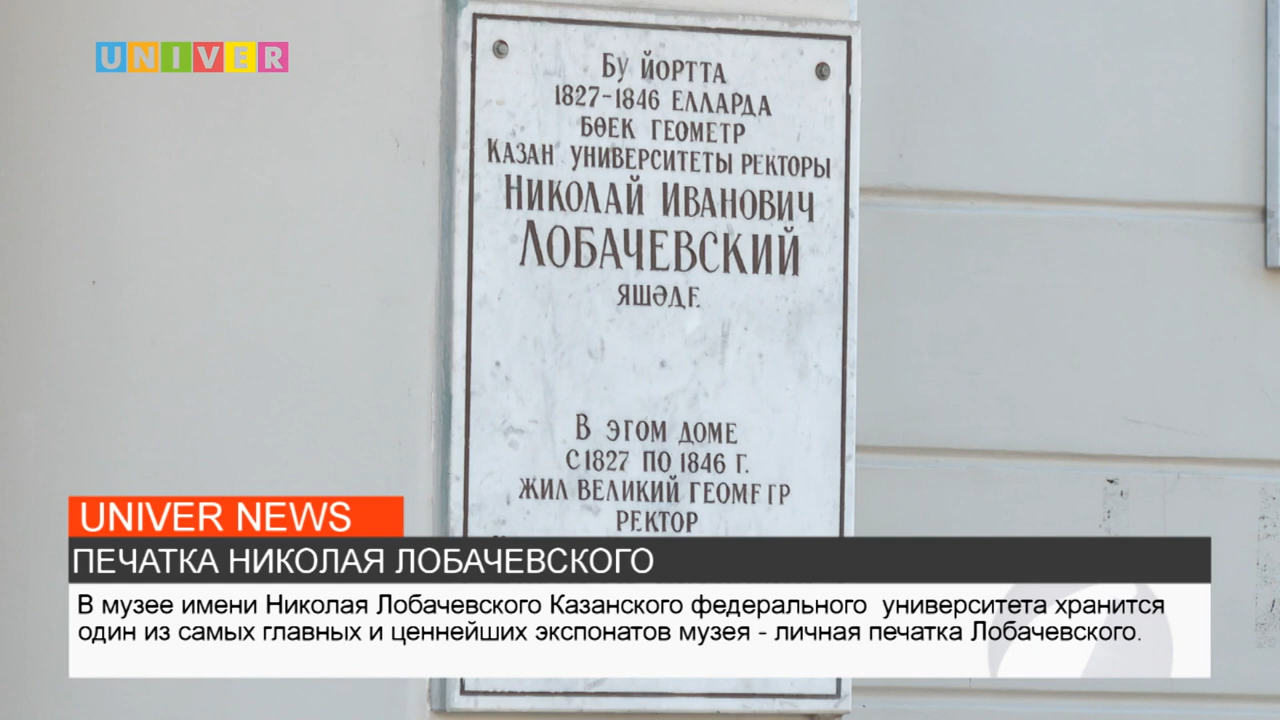 UNIVER
БУ ЙОРТТА
1827-1846 ЕЛЛАРДА
БӨЕК ГЕОМЕТР
КАЗАН УНИВЕРСИТЕТЫ РЕКТОРЫ
НИКОЛАЙ ИВАНОВИЧ
ЛОБАЧЕВСКИЙ
ЯШӘДЕ
В ЭТОМ ДОМЕ
С 1827 ПО 1846 Г.
ЖИЛ ВЕЛИКИЙ ГЕОМЕТР
РЕКТОР
UNIVER NEWS
ПЕЧАТКА НИКОЛАЯ ЛОБАЧЕВСКОГО
В музее имени Николая Лобачевского Казанского федерального университета хранится
один из самых главных и ценнейших экспонатов музея - личная печатка Лобачевского.